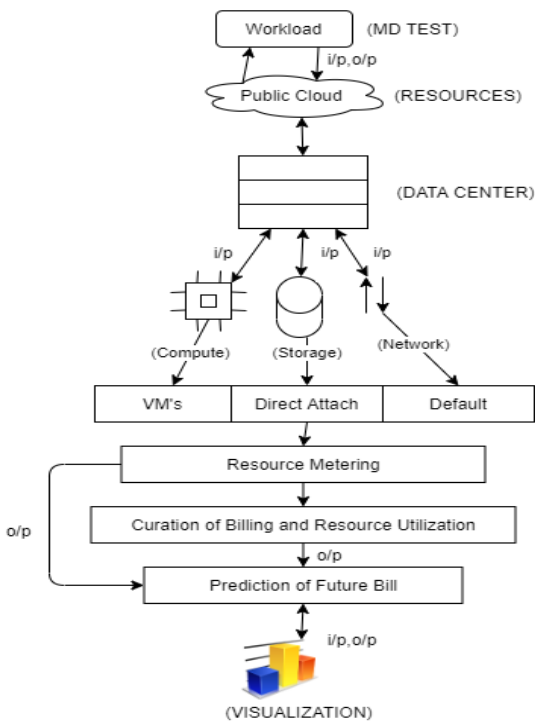 Workload (MD TEST)
i/p,o/p
Public Cloud (RESOURCES)
(DATA CENTER)
i/p i/p i/p
(Compute) (Storage) (Network)
VM's Direct Attach Default
Resource Metering
Curation of Billing and Resource Utilization
o/p
o/p
Prediction of Future Bill
i/p,o/p
(VISUALIZATION)